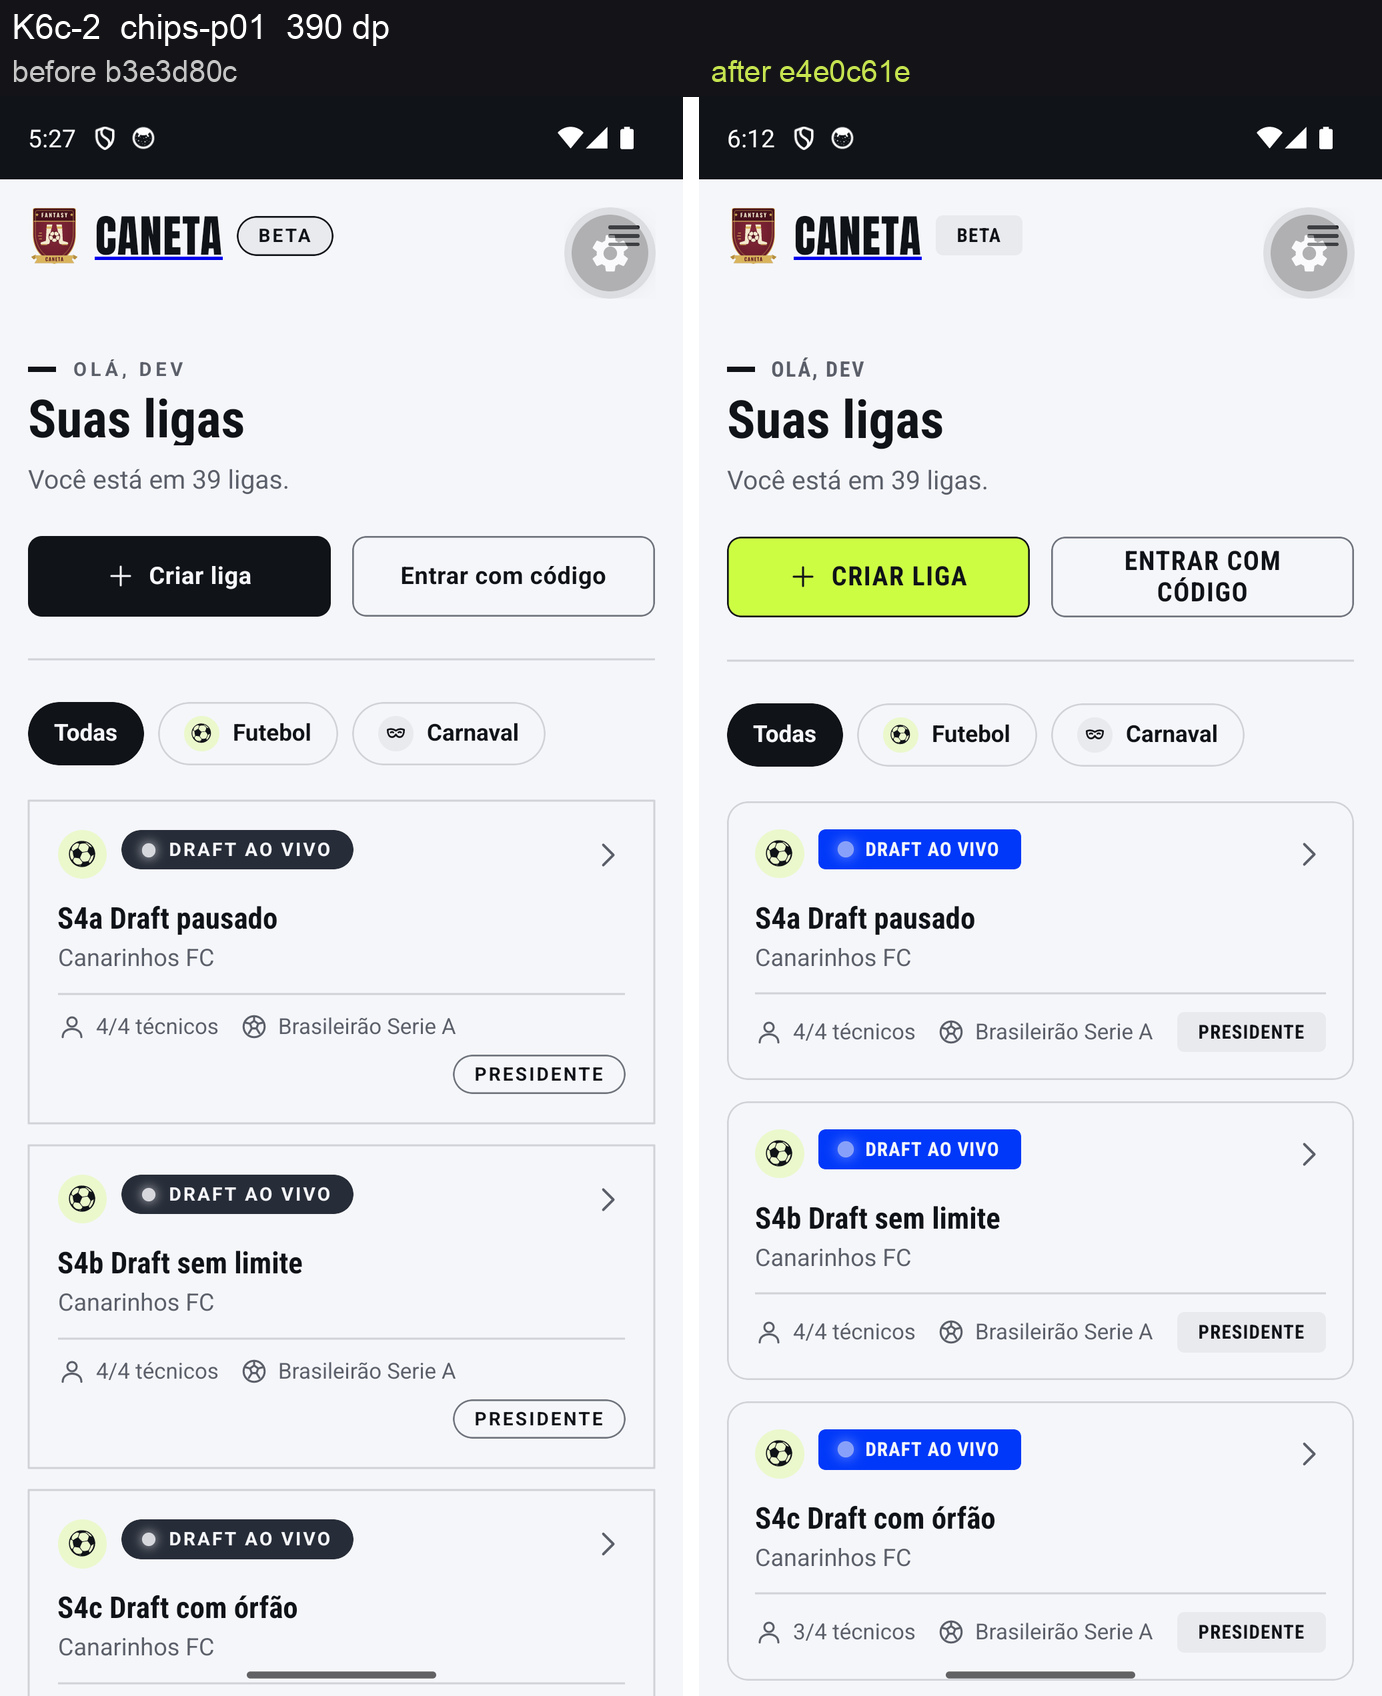 K6c-2 chips-p01 390 dp
before b3e3d80c
after e4e0c61e
5:27
FANTASY
CANETA
CANETA
BETA
OLÁ, DEV
Suas ligas
Você está em 39 ligas.
Criar liga
Entrar com código
Todas
Futebol
Carnaval
DRAFT AO VIVO
S4a Draft pausado
Canarinhos FC
4/4 técnicos
Brasileirão Serie A
PRESIDENTE
DRAFT AO VIVO
S4b Draft sem limite
Canarinhos FC
4/4 técnicos
Brasileirão Serie A
PRESIDENTE
DRAFT AO VIVO
S4c Draft com órfão
Canarinhos FC
6:12
FANTASY
CANETA
CANETA
BETA
OLÁ, DEV
Suas ligas
Você está em 39 ligas.
CRIAR LIGA
ENTRAR COM
CÓDIGO
Todas
Futebol
Carnaval
DRAFT AO VIVO
S4a Draft pausado
Canarinhos FC
4/4 técnicos
Brasileirão Serie A
PRESIDENTE
DRAFT AO VIVO
S4b Draft sem limite
Canarinhos FC
4/4 técnicos
Brasileirão Serie A
PRESIDENTE
DRAFT AO VIVO
S4c Draft com órfão
Canarinhos FC
3/4 técnicos
Brasileirão Serie A
PRESIDENTE